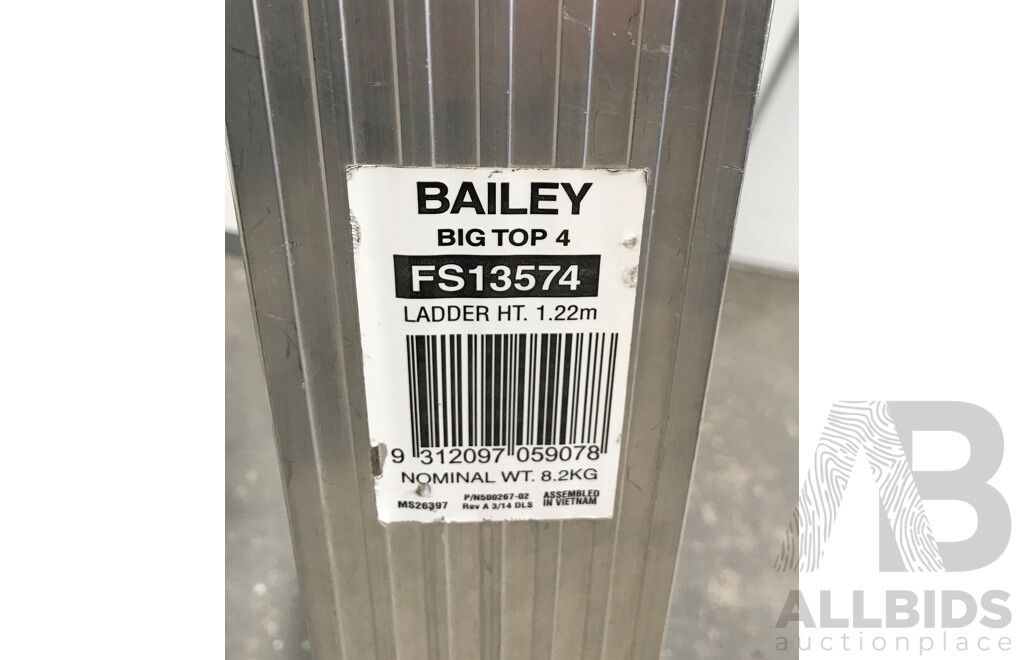 BAILEY
BIG TOP 4
FS13574
LADDER HT. 1.22m
9 312097 059078
NOMINAL WT. 8.2KG
MS26397 P/N500267-02 ASSEMBLED
Rev A 3/14 DLS IN VIETNAM
AB
ALLBIDS
auctionplace